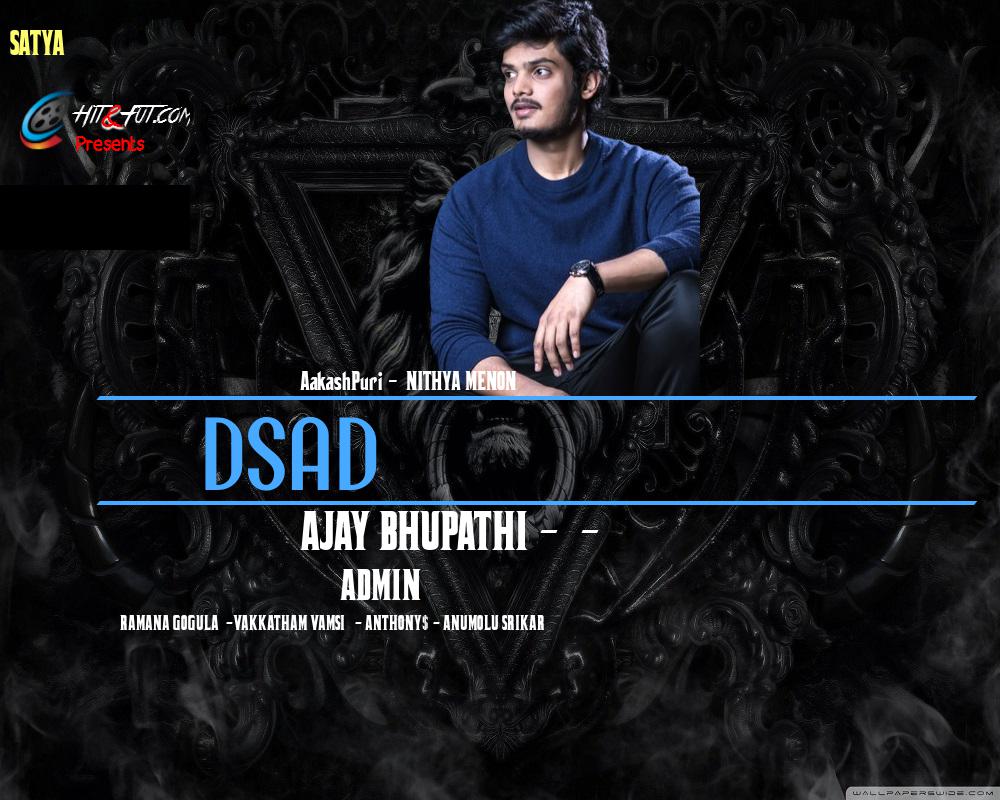 SATYA
HIT&FUT.COM
Presents
AakashPuri - NITHYA MENON
DSAD
AJAY BHUPATHI - -
ADMIN
RAMANA GOGULA -VAKKATHAM VAMSI - ANTHONY$ - ANUMOLU SRIKAR
WALLPAPERSWIDE.COM